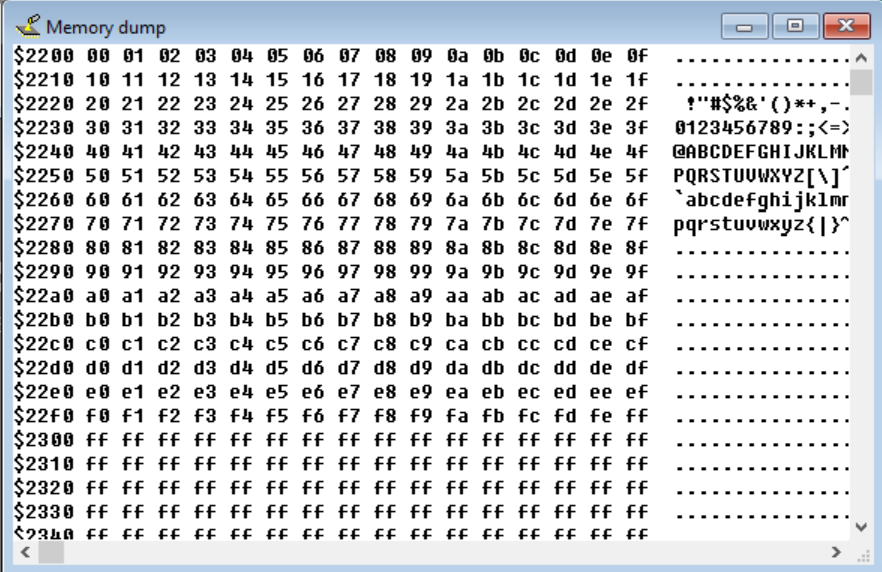 Memory dump
$2200 00 01 02 03 04 05 06 07 08 09 0a 0b 0c 0d 0e 0f ...............
$2210 10 11 12 13 14 15 16 17 18 19 1a 1b 1c 1d 1e 1f ...............
$2220 20 21 22 23 24 25 26 27 28 29 2a 2b 2c 2d 2e 2f  !"#$%&'()*+,-.
$2230 30 31 32 33 34 35 36 37 38 39 3a 3b 3c 3d 3e 3f 0123456789:;<=>
$2240 40 41 42 43 44 45 46 47 48 49 4a 4b 4c 4d 4e 4f @ABCDEFGHIJKLMN
$2250 50 51 52 53 54 55 56 57 58 59 5a 5b 5c 5d 5e 5f PQRSTUVWXYZ[\]^
$2260 60 61 62 63 64 65 66 67 68 69 6a 6b 6c 6d 6e 6f `abcdefghijklmn
$2270 70 71 72 73 74 75 76 77 78 79 7a 7b 7c 7d 7e 7f pqrstuvwxyz{|}~
$2280 80 81 82 83 84 85 86 87 88 89 8a 8b 8c 8d 8e 8f ...............
$2290 90 91 92 93 94 95 96 97 98 99 9a 9b 9c 9d 9e 9f ...............
$22a0 a0 a1 a2 a3 a4 a5 a6 a7 a8 a9 aa ab ac ad ae af ...............
$22b0 b0 b1 b2 b3 b4 b5 b6 b7 b8 b9 ba bb bc bd be bf ...............
$22c0 c0 c1 c2 c3 c4 c5 c6 c7 c8 c9 ca cb cc cd ce cf ...............
$22d0 d0 d1 d2 d3 d4 d5 d6 d7 d8 d9 da db dc dd de df ...............
$22e0 e0 e1 e2 e3 e4 e5 e6 e7 e8 e9 ea eb ec ed ee ef ...............
$22f0 f0 f1 f2 f3 f4 f5 f6 f7 f8 f9 fa fb fc fd fe ff ...............
$2300 ff ff ff ff ff ff ff ff ff ff ff ff ff ff ff ff ...............
$2310 ff ff ff ff ff ff ff ff ff ff ff ff ff ff ff ff ...............
$2320 ff ff ff ff ff ff ff ff ff ff ff ff ff ff ff ff ...............
$2330 ff ff ff ff ff ff ff ff ff ff ff ff ff ff ff ff ...............
$2340 ff ff ff ff ff ff ff ff ff ff ff ff ff ff ff ff